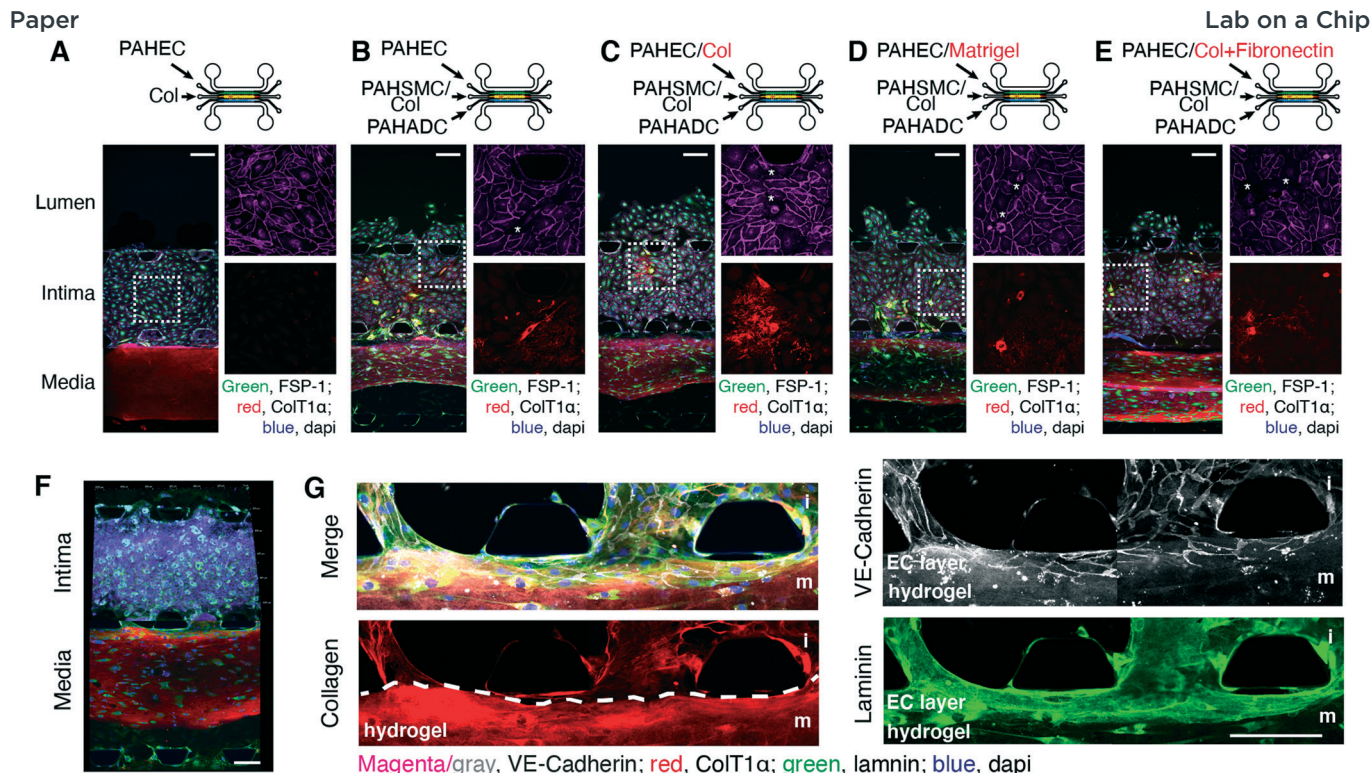 Paper
Lab on a Chip
A
PAHEC
Col
B
PAHEC
PAHSMC/
Col
PAHADC
C
PAHEC/Col
PAHSMC/
Col
PAHADC
D
PAHEC/Matrigel
PAHSMC/
Col
PAHADC
E
PAHEC/Col+Fibronectin
PAHSMC/
Col
PAHADC
Lumen
Intima
Media
*
*
*
*
*
*
*
*
*
*
Green, FSP-1;
red, ColT1α;
blue, dapi
Green, FSP-1;
red, ColT1α;
blue, dapi
Green, FSP-1;
red, ColT1α;
blue, dapi
Green, FSP-1;
red, ColT1α;
blue, dapi
Green, FSP-1;
red, ColT1α;
blue, dapi
F
Intima
Media
G
Merge
i
m
Collagen
i
hydrogel
m
VE-Cadherin
i
EC layer
hydrogel
m
Laminin
i
EC layer
hydrogel
m
Magenta/gray, VE-Cadherin; red, ColT1α; green, lamnin; blue, dapi